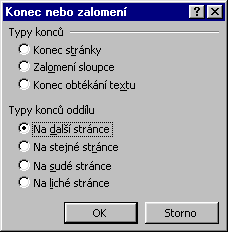 Konec nebo zalomení
Typy konců
Konec stránky
Zalomení sloupce
Konec obtékání textu
Typy konců oddílu
Na další stránce
Na stejné stránce
Na sudé stránce
Na liché stránce
OK Storno